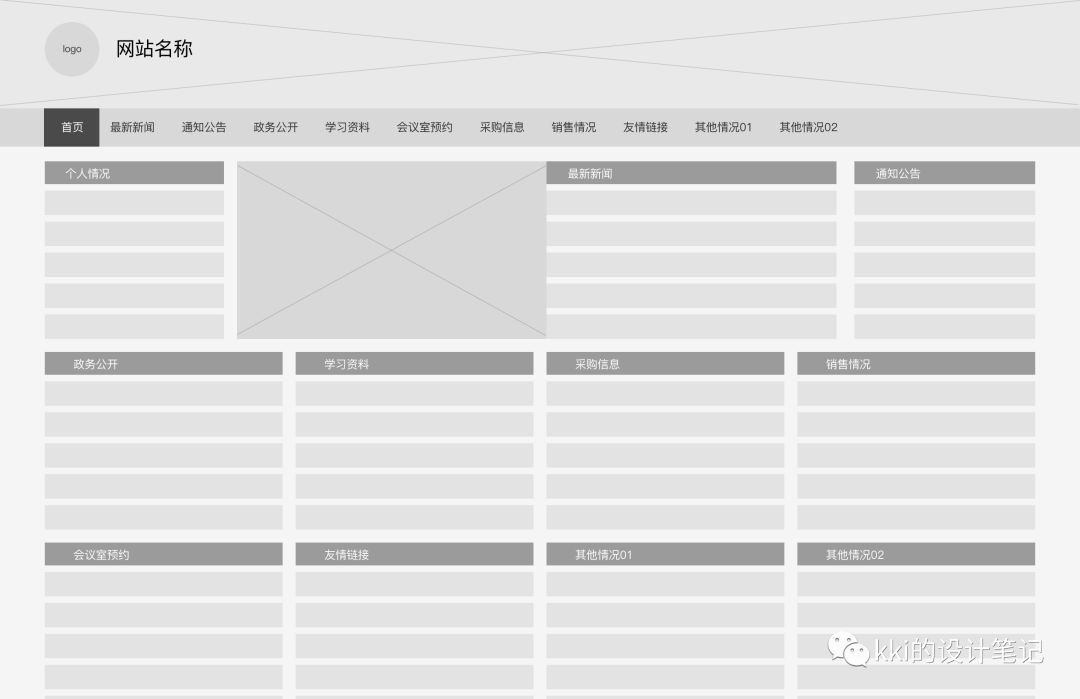 logo
网站名称
首页 最新新闻 通知公告 政务公开 学习资料 会议室预约 采购信息 销售情况 友情链接 其他情况01 其他情况02
个人情况 最新新闻 通知公告
政务公开 学习资料 采购信息 销售情况
会议室预约 友情链接 其他情况01 其他情况02
kki的设计笔记